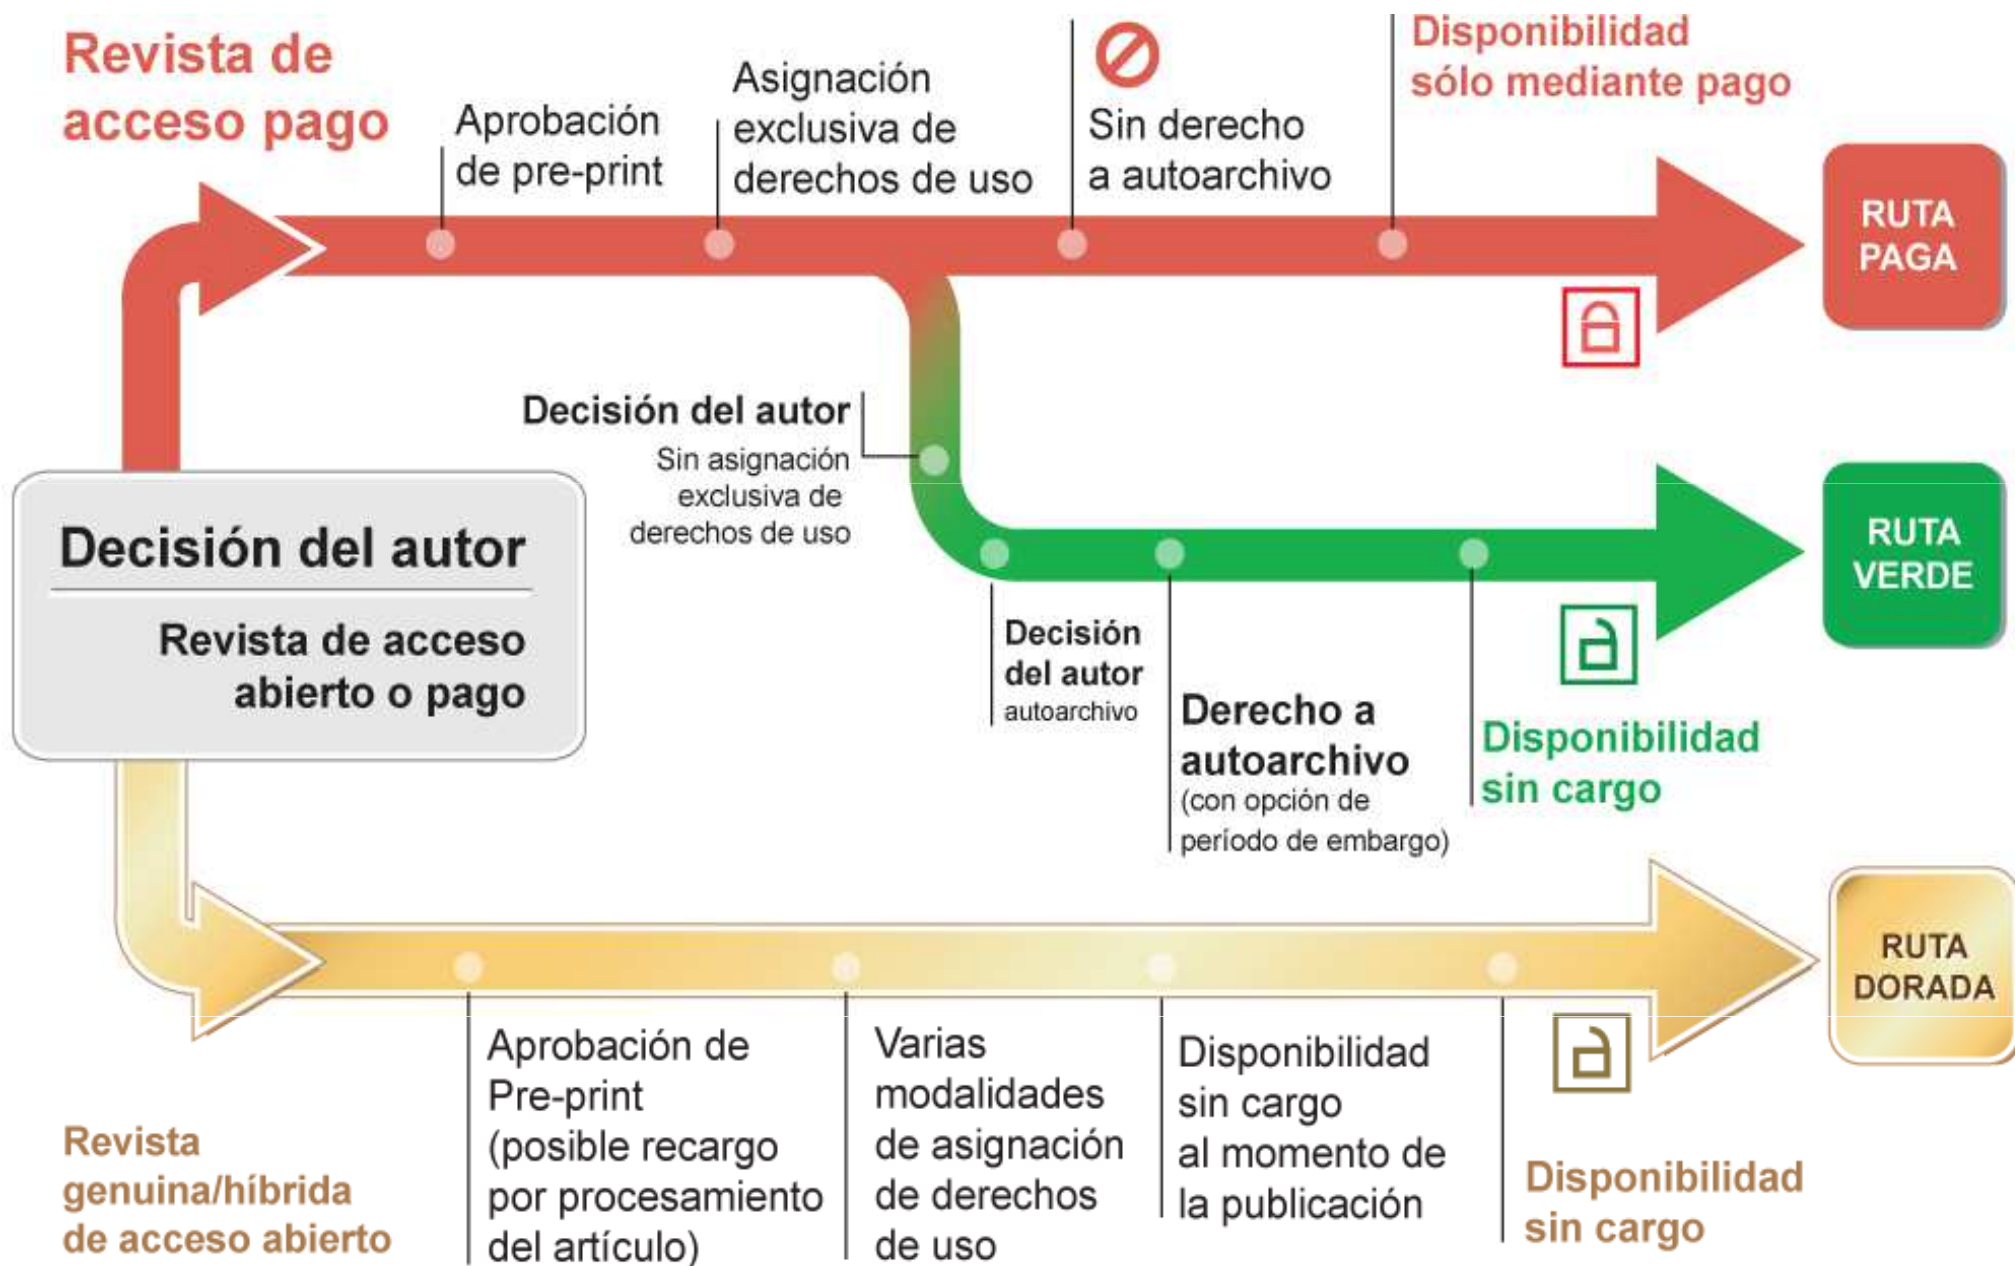 Revista de
acceso pago
Aprobación
de pre-print
Asignación
exclusiva de
derechos de uso
Sin derecho
a autoarchivo
Disponibilidad
sólo mediante pago
RUTA
PAGA
Decisión del autor
Sin asignación
exclusiva de
derechos de uso
Decisión del autor
Revista de acceso
abierto o pago
Decisión
del autor
autoarchivo
Derecho a
autoarchivo
(con opción de
período de embargo)
Disponibilidad
sin cargo
RUTA
VERDE
Revista
genuina/híbrida
de acceso abierto
Aprobación de
Pre-print
(posible recargo
por procesamiento
del artículo)
Varias
modalidades
de asignación
de derechos
de uso
Disponibilidad
sin cargo
al momento de
la publicación
Disponibilidad
sin cargo
RUTA
DORADA